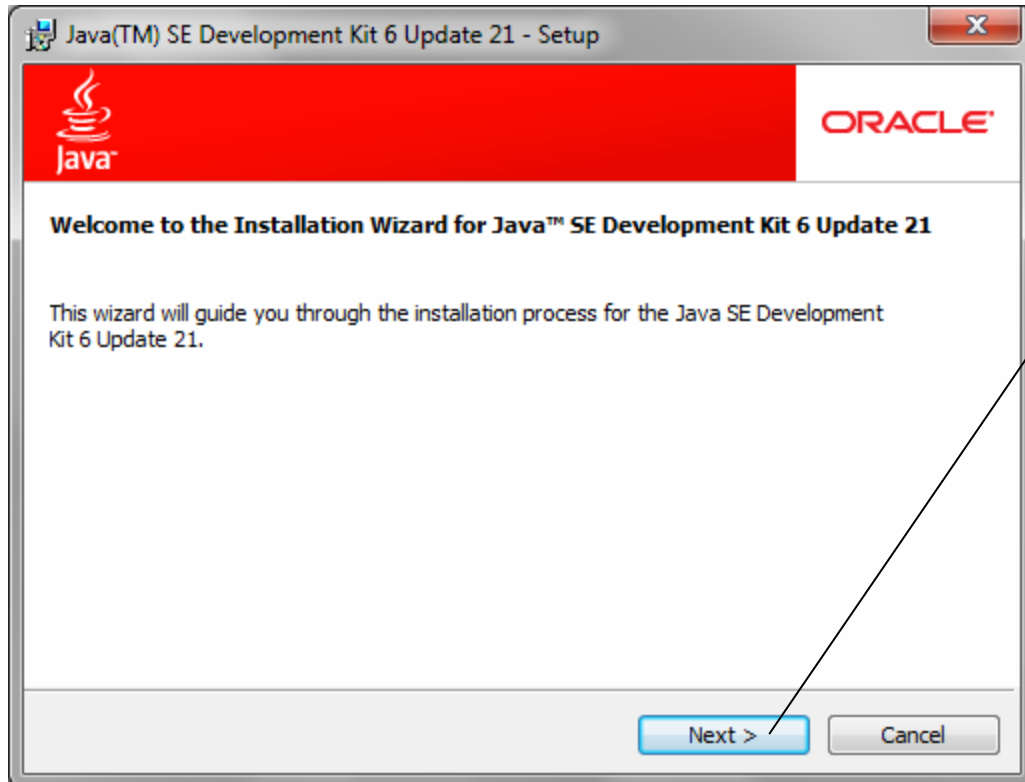 Java(TM) SE Development Kit 6 Update 21 - Setup
Java™
ORACLE®
Welcome to the Installation Wizard for Java™ SE Development Kit 6 Update 21
This wizard will guide you through the installation process for the Java SE Development
Kit 6 Update 21.
Next >
Cancel